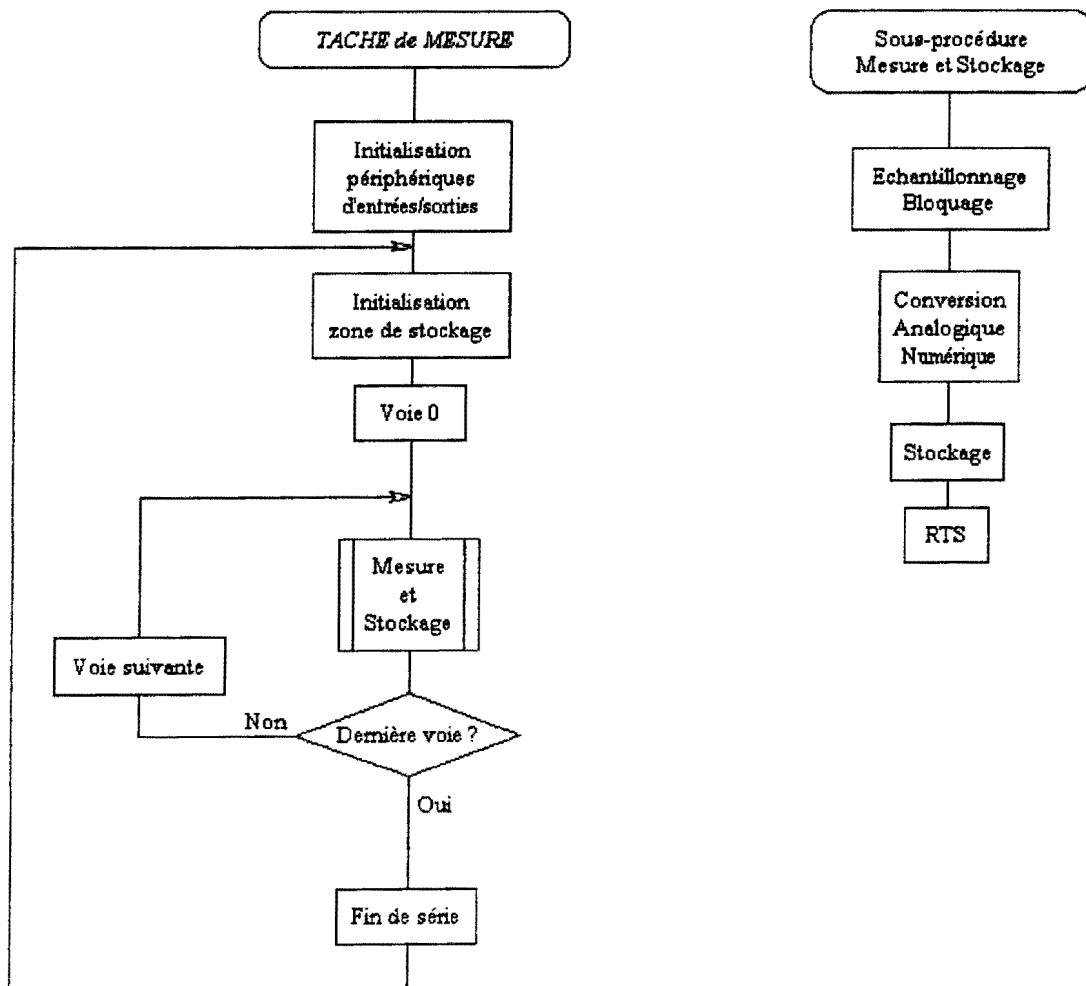 TACHE de MESURE
Initialisation
périphériques
d'entrées/sorties
Initialisation
zone de stockage
Voie 0
Mesure
et
Stockage
Voie suivante
Non
Dernière voie ?
Oui
Fin de série
Sous-procédure
Mesure et Stockage
Echantillonnage
Bloquage
Conversion
Analogique
Numérique
Stockage
RTS